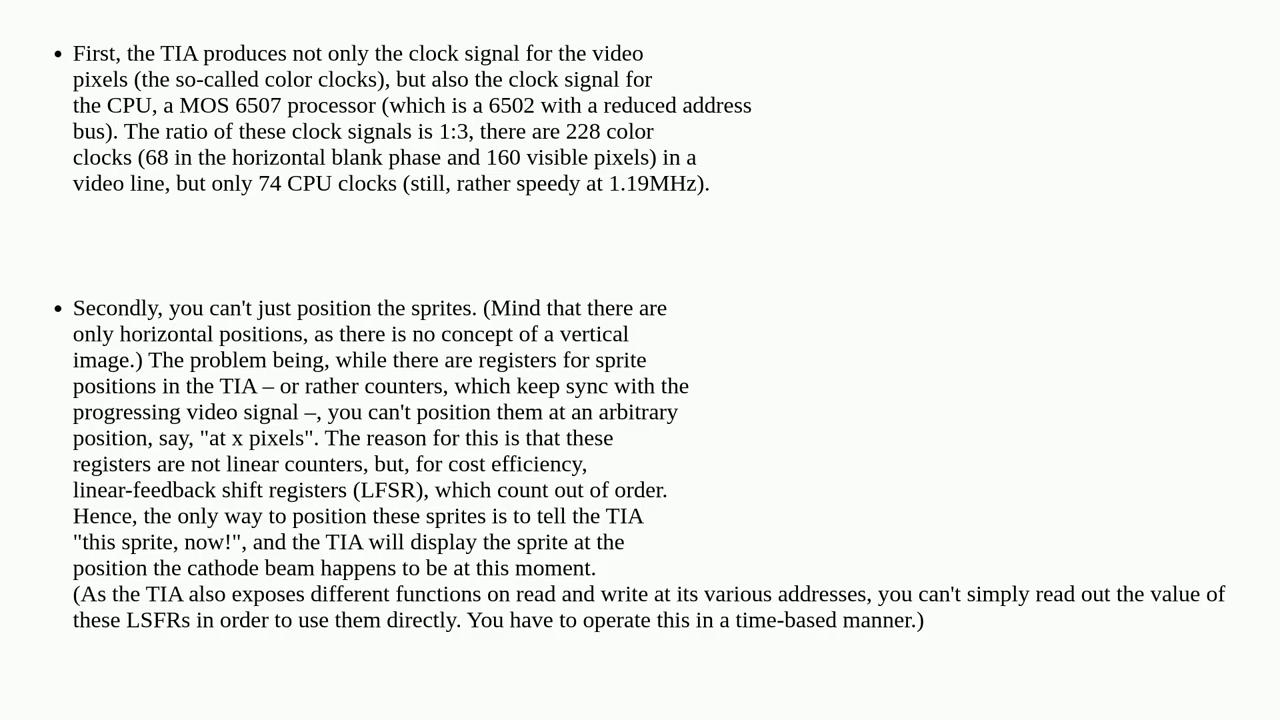 • First, the TIA produces not only the clock signal for the video
pixels (the so-called color clocks), but also the clock signal for
the CPU, a MOS 6507 processor (which is a 6502 with a reduced address
bus). The ratio of these clock signals is 1:3, there are 228 color
clocks (68 in the horizontal blank phase and 160 visible pixels) in a
video line, but only 74 CPU clocks (still, rather speedy at 1.19MHz).
• Secondly, you can't just position the sprites. (Mind that there are
only horizontal positions, as there is no concept of a vertical
image.) The problem being, while there are registers for sprite
positions in the TIA – or rather counters, which keep sync with the
progressing video signal –, you can't position them at an arbitrary
position, say, "at x pixels". The reason for this is that these
registers are not linear counters, but, for cost efficiency,
linear-feedback shift registers (LFSR), which count out of order.
Hence, the only way to position these sprites is to tell the TIA
"this sprite, now!", and the TIA will display the sprite at the
position the cathode beam happens to be at this moment.
(As the TIA also exposes different functions on read and write at its various addresses, you can't simply read out the value of
these LSFRs in order to use them directly. You have to operate this in a time-based manner.)